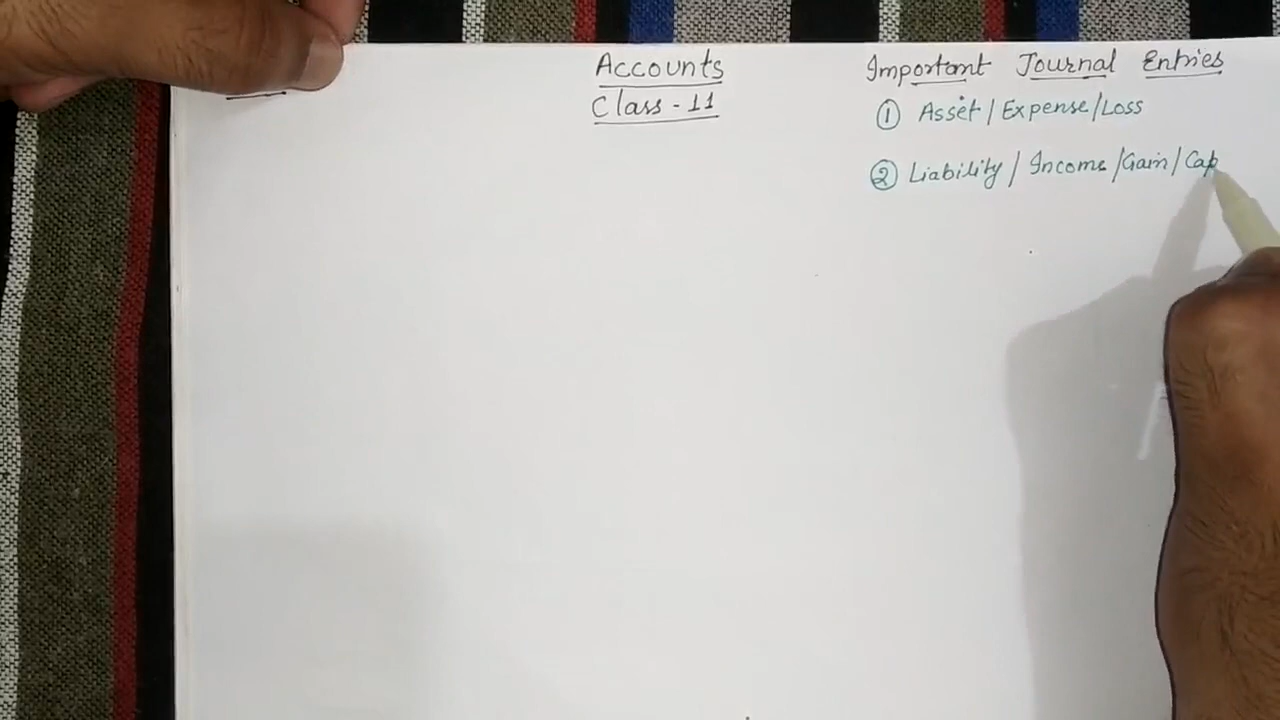 Accounts
Class - 11
Important Journal Entries
① Asset / Expense / Loss
② Liability / Income / Gain / Cap